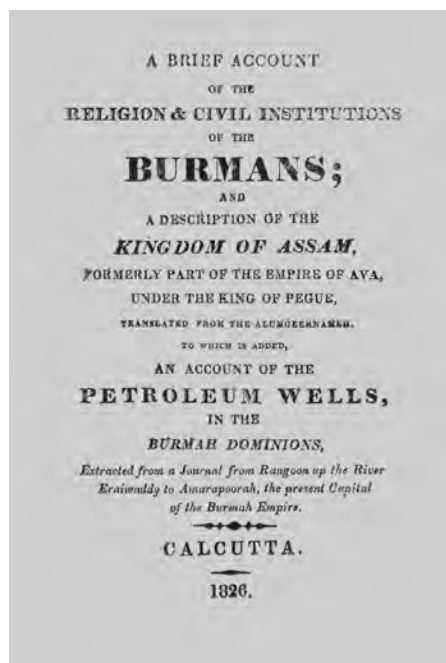 A BRIEF ACCOUNT
OF THE
RELIGION & CIVIL INSTITUTIONS
OF THE
BURMANS;
AND
A DESCRIPTION OF THE
KINGDOM OF ASSAM,
FORMERLY PART OF THE EMPIRE OF AVA,
UNDER THE KING OF PEGUE,
TRANSLATED FROM THE ALUMGEERNAMEH.
TO WHICH IS ADDED,
AN ACCOUNT OF THE
PETROLEUM WELLS,
IN THE
BURMAH DOMINIONS,
Extracted from a Journal from Rangoon up the River
Eraiwaddy to Amarapoorah, the present Capital
of the Burmah Empire.
CALCUTTA.
1826.